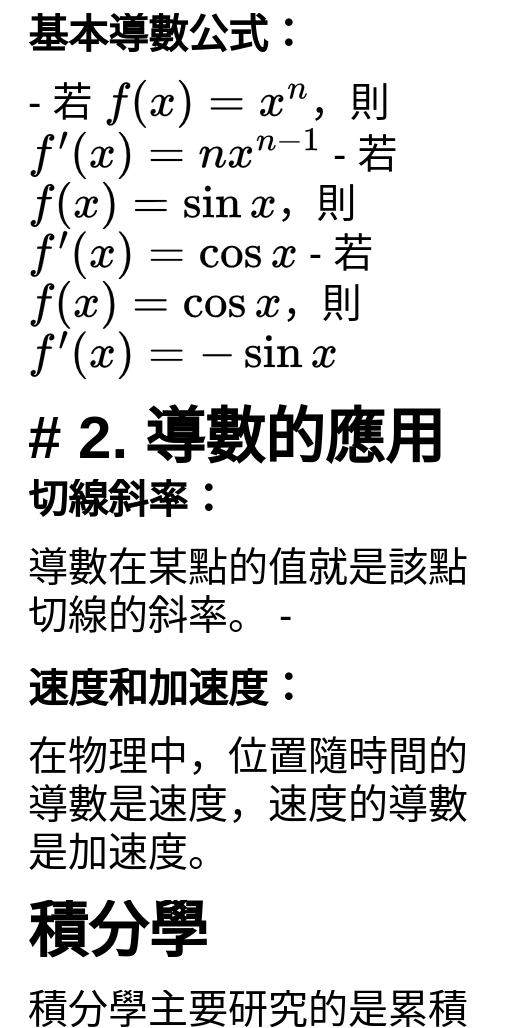 基本導數公式：
- 若 f(x) = xⁿ，則
f′(x) = nxⁿ⁻¹ - 若
f(x) = sin x，則
f′(x) = cos x - 若
f(x) = cos x，則
f′(x) = − sin x
# 2. 導數的應用
切線斜率：
導數在某點的值就是該點
切線的斜率。 -
速度和加速度：
在物理中，位置隨時間的
導數是速度，速度的導數
是加速度。
積分學
積分學主要研究的是累積